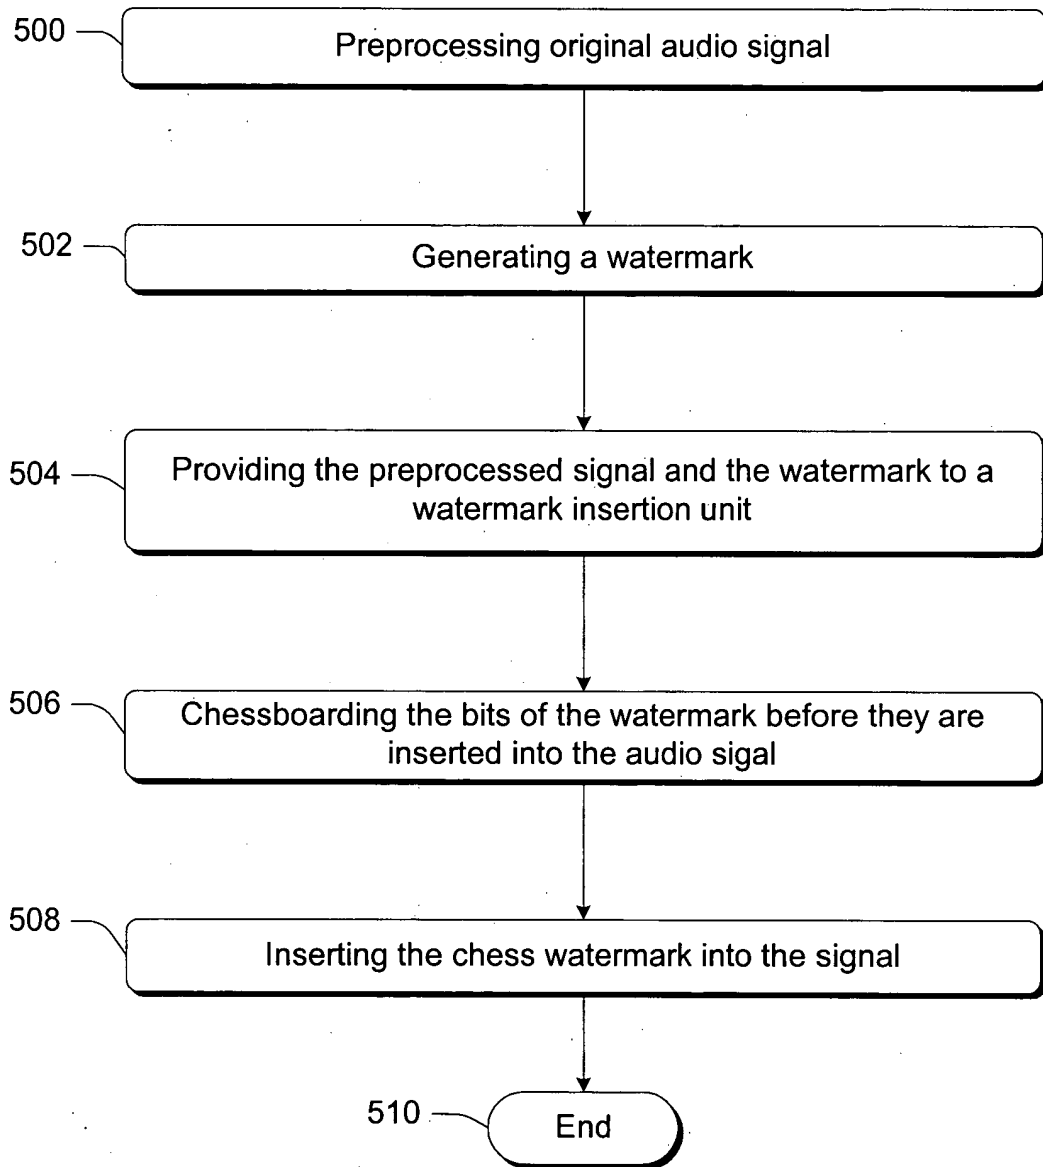 500
Preprocessing original audio signal
502
Generating a watermark
504
Providing the preprocessed signal and the watermark to a
watermark insertion unit
506
Chessboarding the bits of the watermark before they are
inserted into the audio sigal
508
Inserting the chess watermark into the signal
510
End